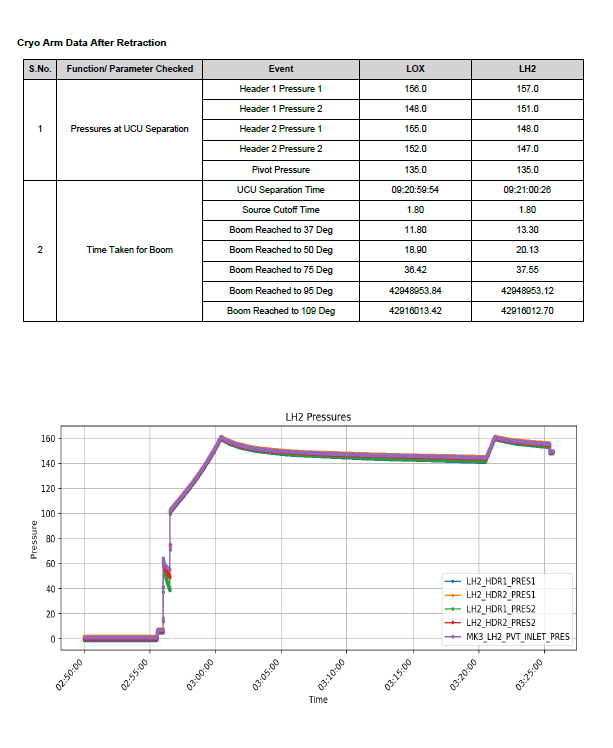 Cryo Arm Data After Retraction
S.No. Function/ Parameter Checked Event LOX LH2
1 Pressures at UCU Separation Header 1 Pressure 1 156.0 157.0
Header 1 Pressure 2 148.0 151.0
Header 2 Pressure 1 155.0 148.0
Header 2 Pressure 2 152.0 147.0
Pivot Pressure 135.0 135.0
2 Time Taken for Boom UCU Separation Time 09:20:59:54 09:21:00:26
Source Cutoff Time 1.80 1.80
Boom Reached to 37 Deg 11.80 13.30
Boom Reached to 50 Deg 18.90 20.13
Boom Reached to 75 Deg 36.42 37.55
Boom Reached to 95 Deg 42948953.84 42948953.12
Boom Reached to 109 Deg 42916013.42 42916012.70
LH2 Pressures
160
140
120
100
80
60
40
20
0
Pressure
LH2_HDR1_PRES1
LH2_HDR2_PRES1
LH2_HDR1_PRES2
LH2_HDR2_PRES2
MK3_LH2_PVT_INLET_PRES
02:50:00 02:55:00 03:00:00 03:05:00 03:10:00 03:15:00 03:20:00 03:25:00
Time